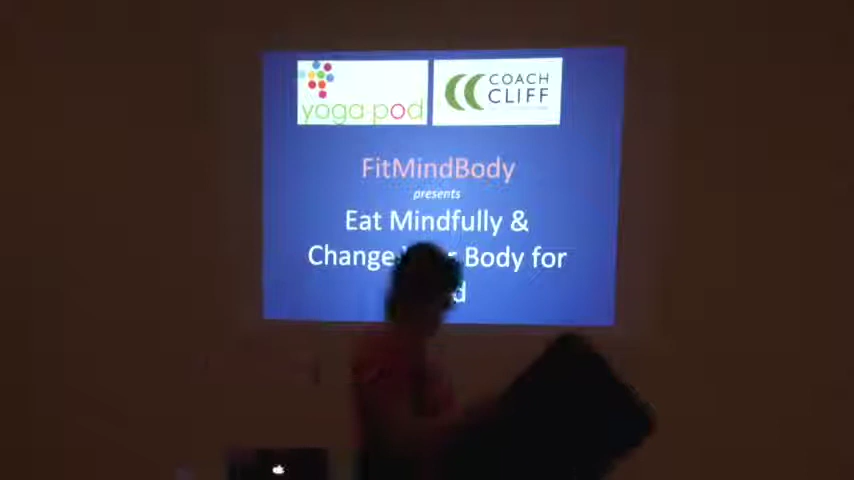 yoga pod
COACH
CLIFF
FitMindBody
presents
Eat Mindfully &
Change Body for